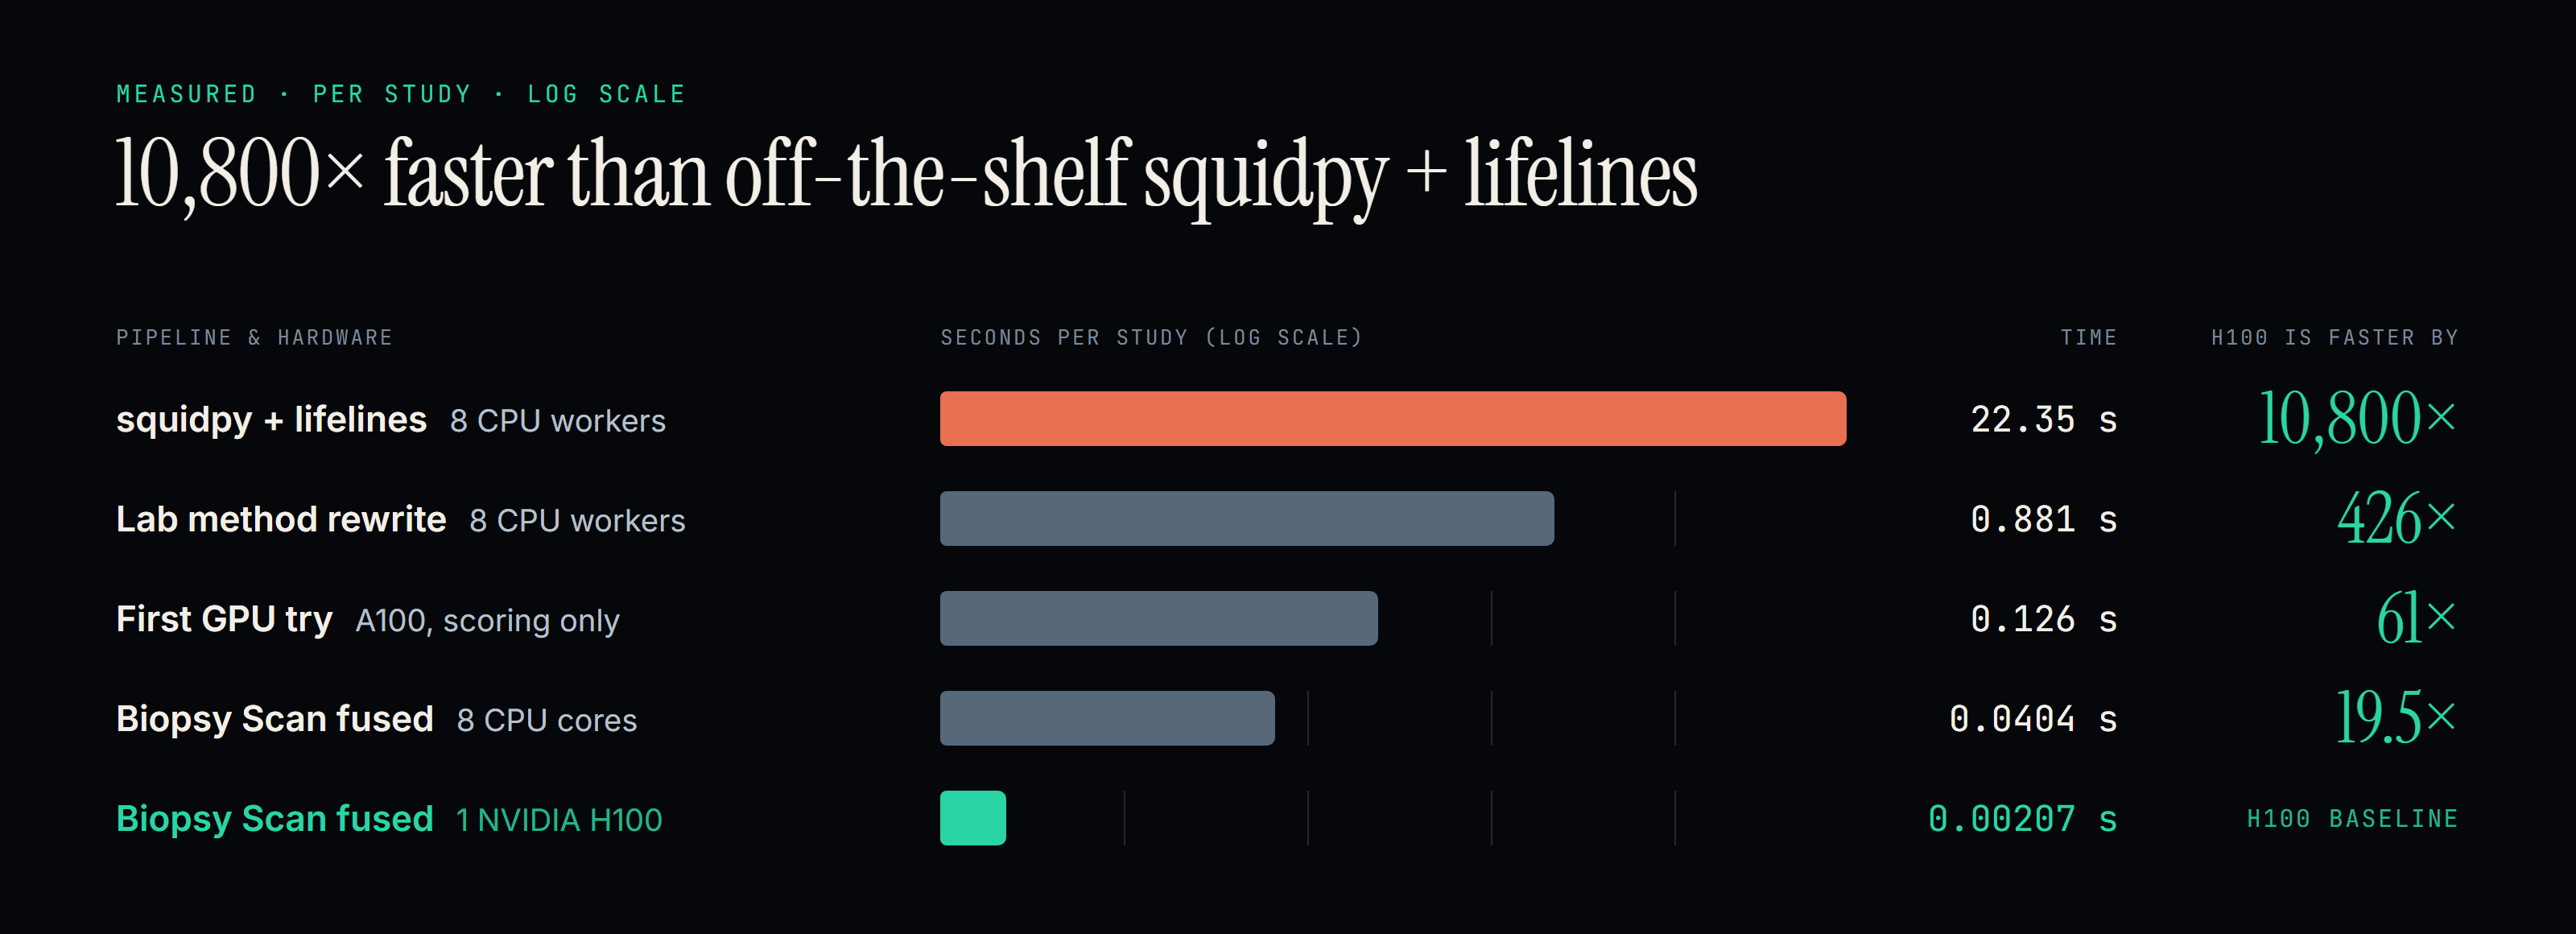 MEASURED · PER STUDY · LOG SCALE
10,800× faster than off-the-shelf squidpy + lifelines
PIPELINE & HARDWARE SECONDS PER STUDY (LOG SCALE) TIME H100 IS FASTER BY
squidpy + lifelines 8 CPU workers 22.35 s 10,800×
Lab method rewrite 8 CPU workers 0.881 s 426×
First GPU try A100, scoring only 0.126 s 61×
Biopsy Scan fused 8 CPU cores 0.0404 s 19.5×
Biopsy Scan fused 1 NVIDIA H100 0.00207 s H100 BASELINE